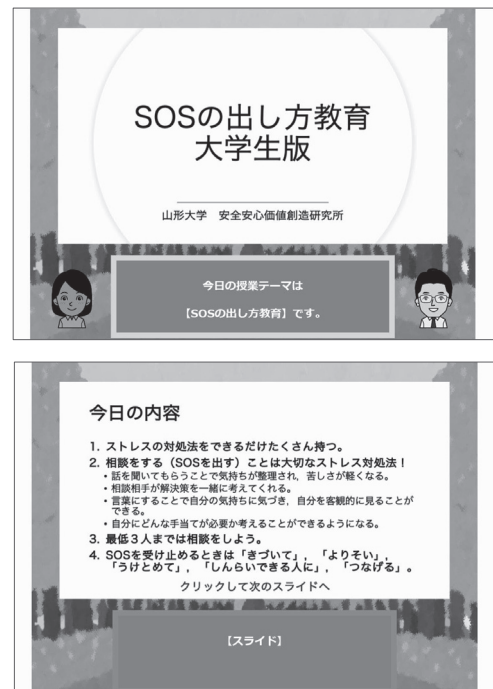 SOSの出し方教育
大学生版
山形大学　安全安心価値創造研究所
今日の授業テーマは
【SOSの出し方教育】です。
今日の内容
1. ストレスの対処法をできるだけたくさん持つ。
2. 相談をする（SOSを出す）ことは大切なストレス対処法！
・話を聞いてもらうことで気持ちが整理され，苦しさが軽くなる。
・相談相手が解決策を一緒に考えてくれる。
・言葉にすることで自分の気持ちに気づき，自分を客観的に見ることが
できる。
・自分にどんな手当てが必要か考えることができるようになる。
3. 最低３人までは相談をしよう。
4. SOSを受け止めるときは「きづいて」，「よりそい」，
「うけとめて」，「しんらいできる人に」，「つなげる」。
クリックして次のスライドへ
【スライド】